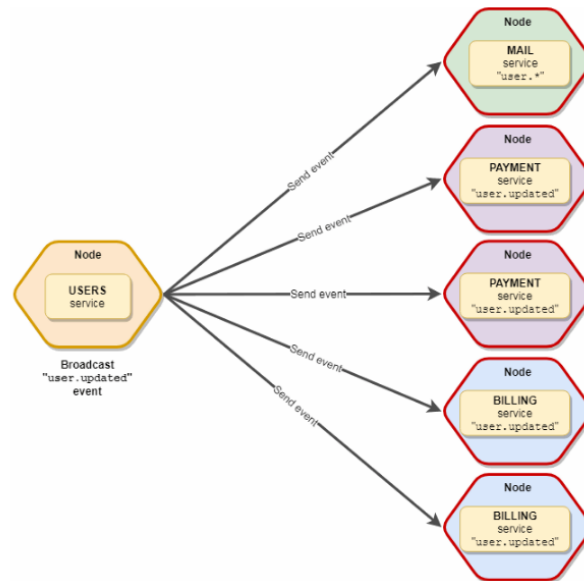 Node
MAIL
service
"user.*"
Send event
Node
PAYMENT
service
"user.updated"
Send event
Node
USERS
service
Broadcast
"user.updated"
event
Send event
Node
PAYMENT
service
"user.updated"
Send event
Node
BILLING
service
"user.updated"
Send event
Node
BILLING
service
"user.updated"